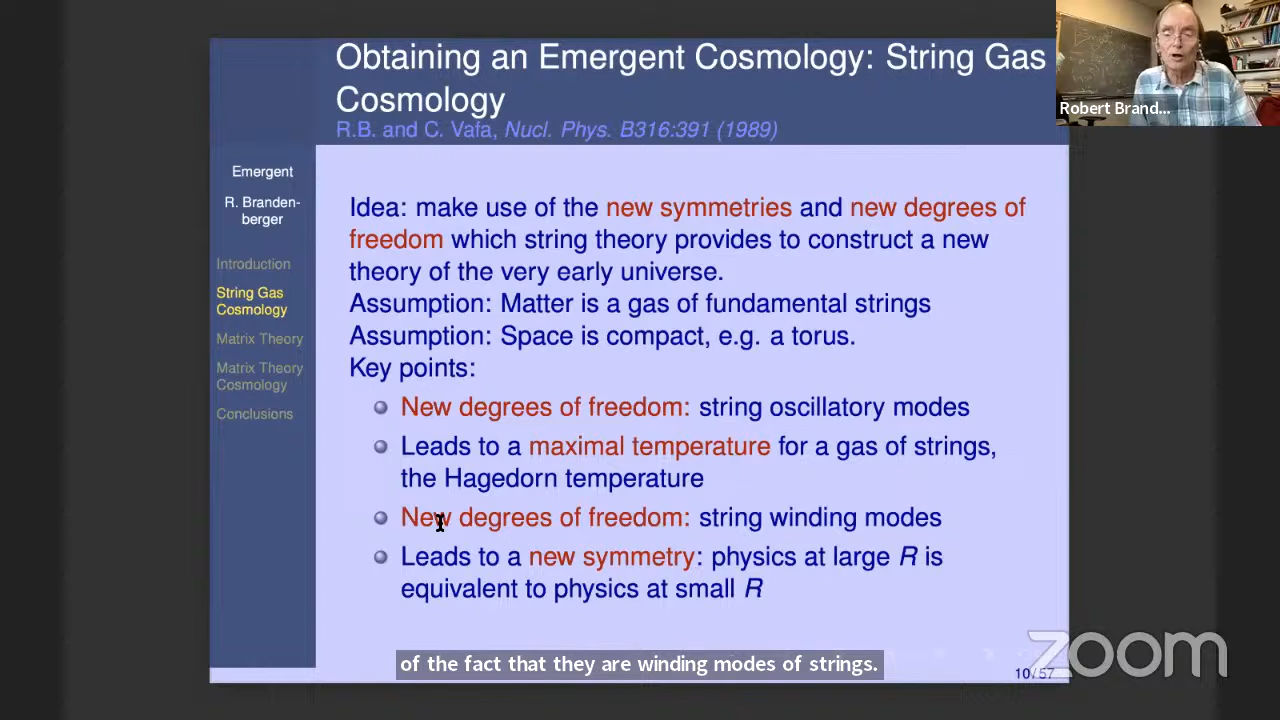 Obtaining an Emergent Cosmology: String Gas
Cosmology
R.B. and C. Vafa, Nucl. Phys. B316:391 (1989)
Robert Brand...
Emergent
R. Branden-
berger
Introduction
String Gas
Cosmology
Matrix Theory
Matrix Theory
Cosmology
Conclusions
Idea: make use of the new symmetries and new degrees of
freedom which string theory provides to construct a new
theory of the very early universe.
Assumption: Matter is a gas of fundamental strings
Assumption: Space is compact, e.g. a torus.
Key points:
New degrees of freedom: string oscillatory modes
Leads to a maximal temperature for a gas of strings,
the Hagedorn temperature
New degrees of freedom: string winding modes
Leads to a new symmetry: physics at large R is
equivalent to physics at small R
of the fact that they are winding modes of strings.
zoom
10/57